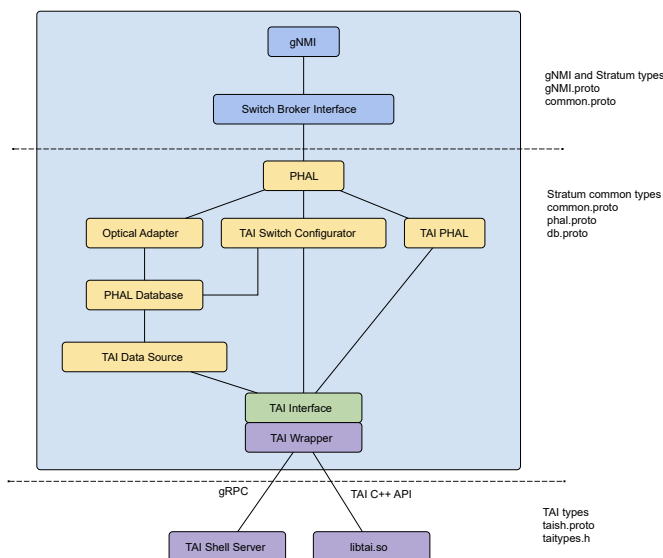 gNMI
gNMI and Stratum types
gNMI.proto
common.proto
Switch Broker Interface
PHAL
Stratum common types
common.proto
phal.proto
db.proto
Optical Adapter
TAI Switch Configurator
TAI PHAL
PHAL Database
TAI Data Source
TAI Interface
TAI Wrapper
gRPC
TAI C++ API
TAI types
taish.proto
taitypes.h
TAI Shell Server
libtai.so